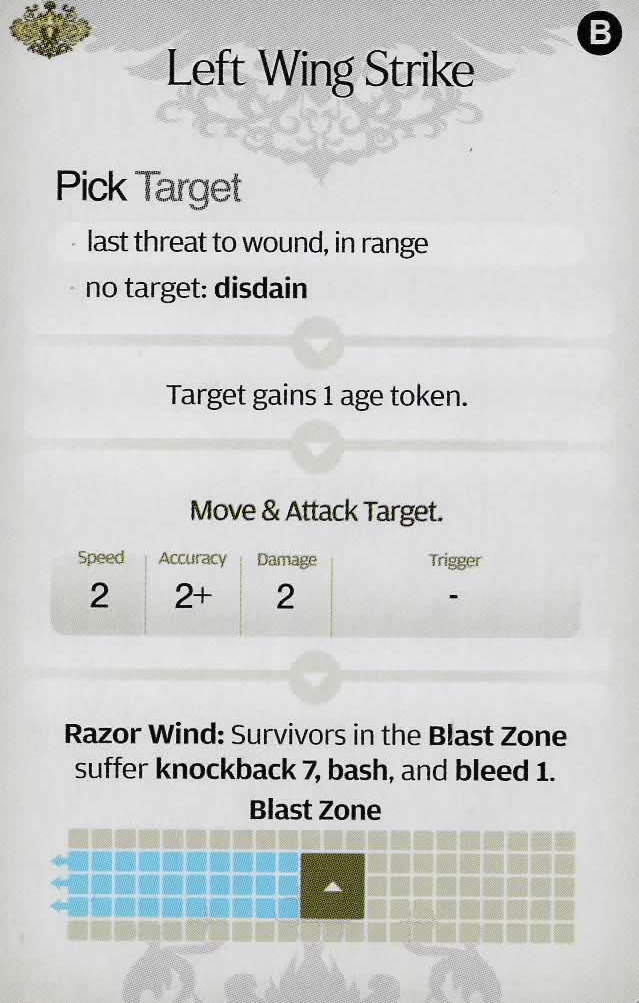 B
Left Wing Strike
Pick Target
· last threat to wound, in range
· no target: disdain
Target gains 1 age token.
Move & Attack Target.
Speed Accuracy Damage Trigger
2 2+ 2 -
Razor Wind: Survivors in the Blast Zone
suffer knockback 7, bash, and bleed 1.
Blast Zone